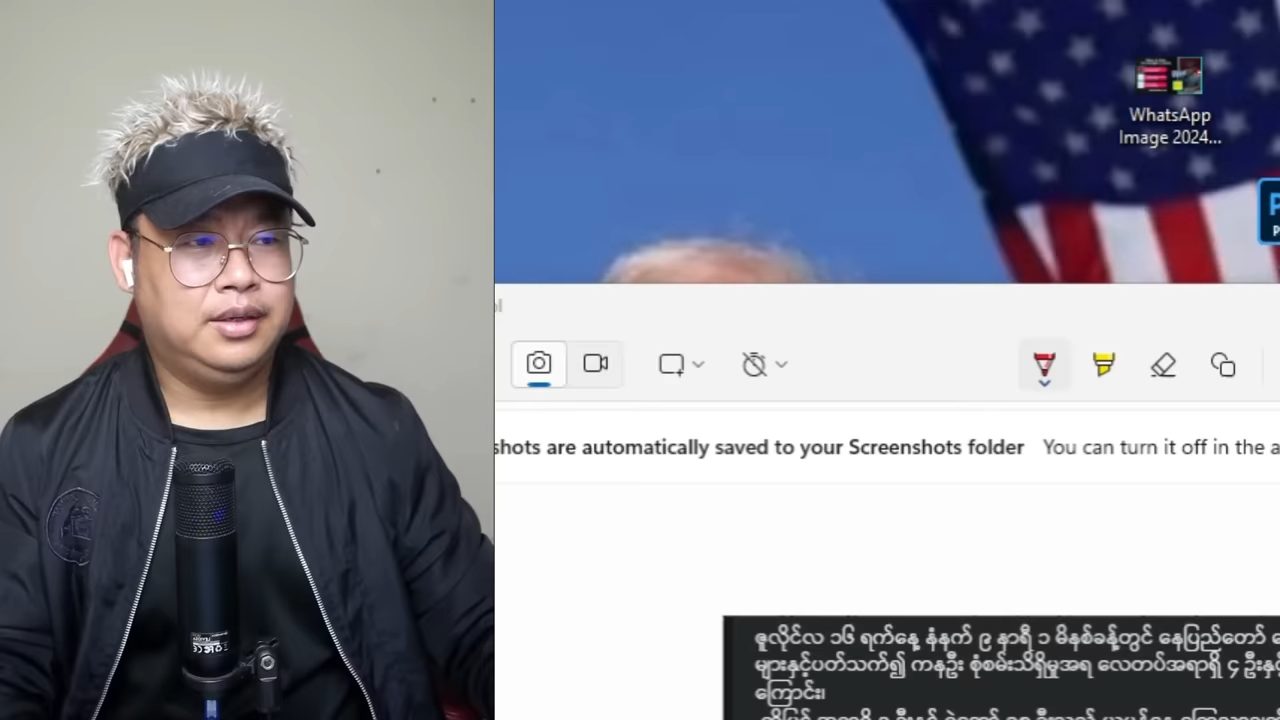 WhatsApp
Image 2024...
shots are automatically saved to your Screenshots folder You can turn it off in the a
ဇူလိုင်လ ၁၆ ရက်နေ့ နံနက် ၉ နာရီ ၁ မိနစ်ခန့်တွင် နေပြည်တော်
များနှင့်ပတ်သက်၍ ကနဦး စုံစမ်းသိရှိမှုအရ လေတပ်အရာရှိ ၄ ဦးနှင့်
ကြောင်း၊